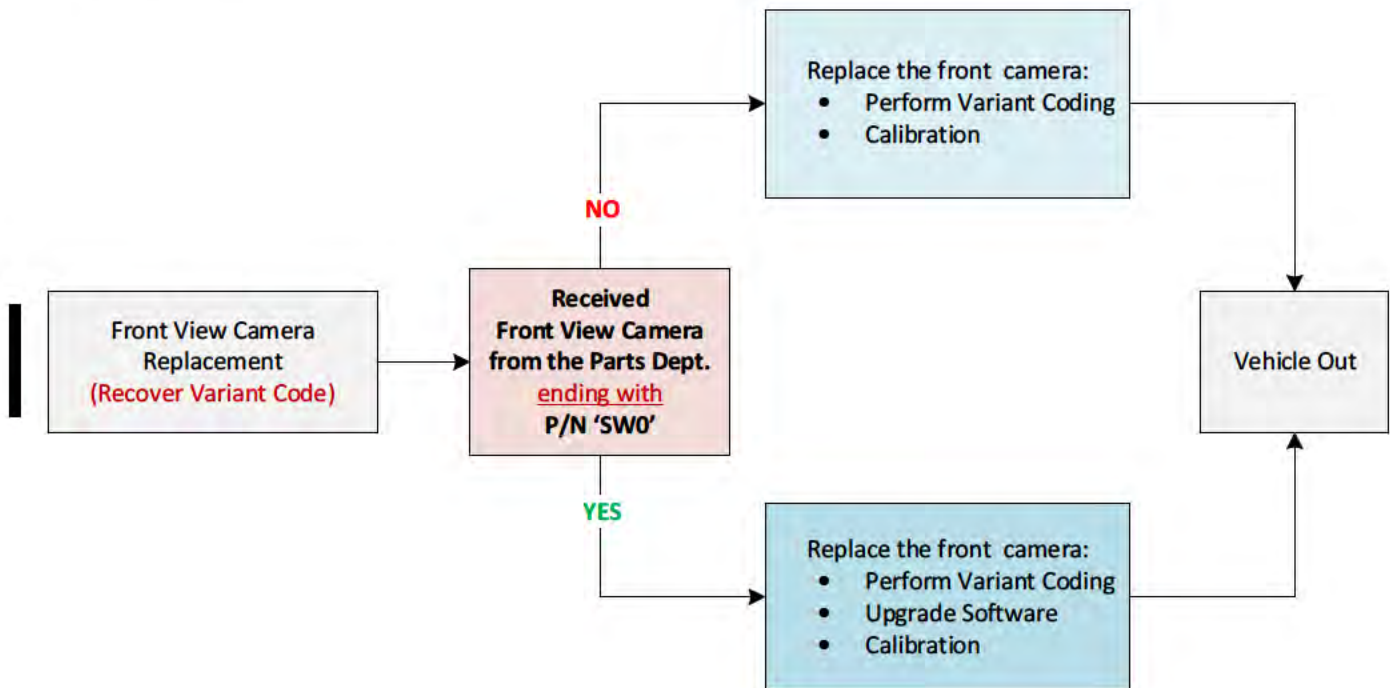 Replace the front camera:
• Perform Variant Coding
• Calibration
NO
Front View Camera
Replacement
(Recover Variant Code)
Received
Front View Camera
from the Parts Dept.
ending with
P/N ‘SW0’
Vehicle Out
YES
Replace the front camera:
• Perform Variant Coding
• Upgrade Software
• Calibration